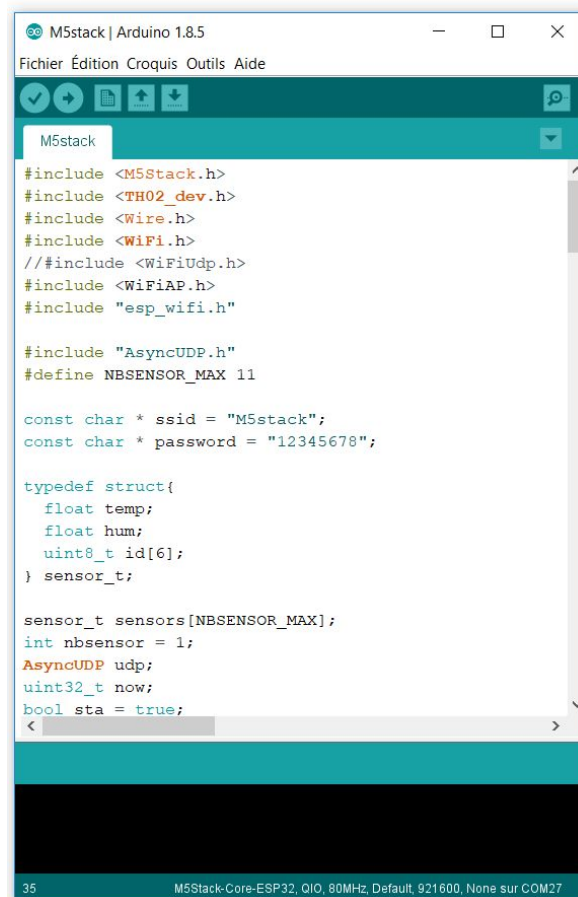 M5stack | Arduino 1.8.5
Fichier Édition Croquis Outils Aide
M5stack
#include <M5Stack.h>
#include <TH02_dev.h>
#include <Wire.h>
#include <WiFi.h>
//#include <WiFiUdp.h>
#include <WiFiAP.h>
#include "esp_wifi.h"
#include "AsyncUDP.h"
#define NBSENSOR_MAX 11
const char * ssid = "M5stack";
const char * password = "12345678";
typedef struct{
  float temp;
  float hum;
  uint8_t id[6];
} sensor_t;
sensor_t sensors[NBSENSOR_MAX];
int nbsensor = 1;
AsyncUDP udp;
uint32_t now;
bool sta = true;
35 M5Stack-Core-ESP32, QIO, 80MHz, Default, 921600, None sur COM27